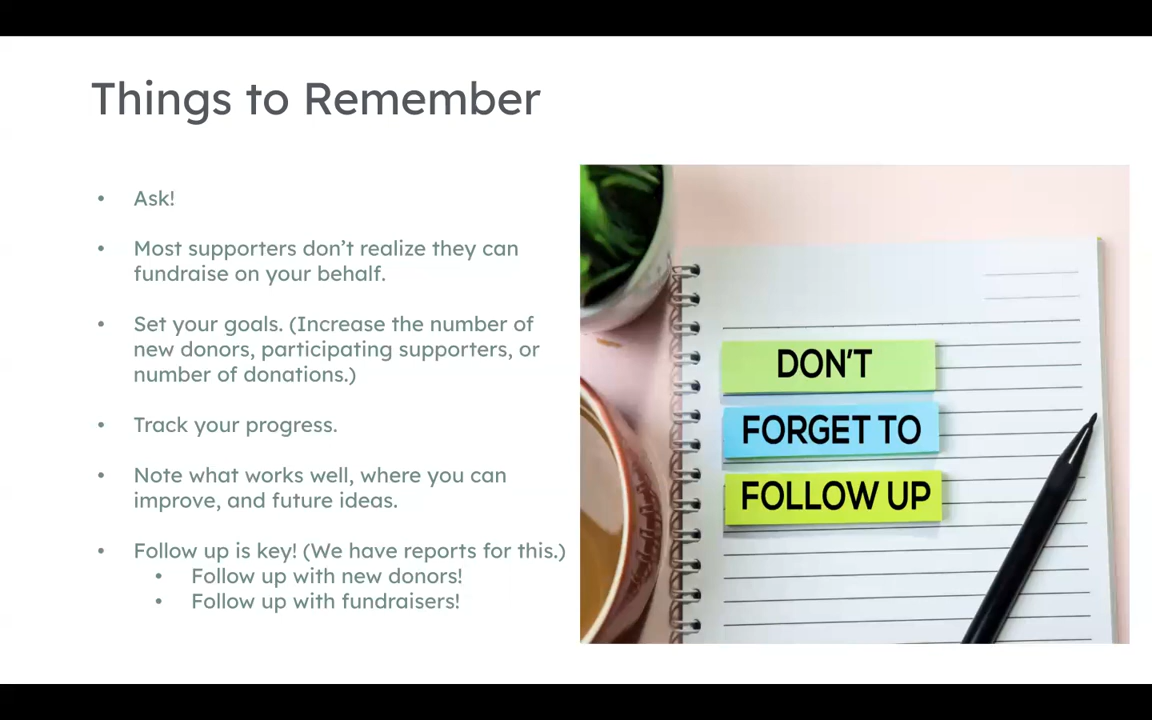 Things to Remember
• Ask!
• Most supporters don’t realize they can
fundraise on your behalf.
• Set your goals. (Increase the number of
new donors, participating supporters, or
number of donations.)
• Track your progress.
• Note what works well, where you can
improve, and future ideas.
• Follow up is key! (We have reports for this.)
• Follow up with new donors!
• Follow up with fundraisers!
DON'T
FORGET TO
FOLLOW UP